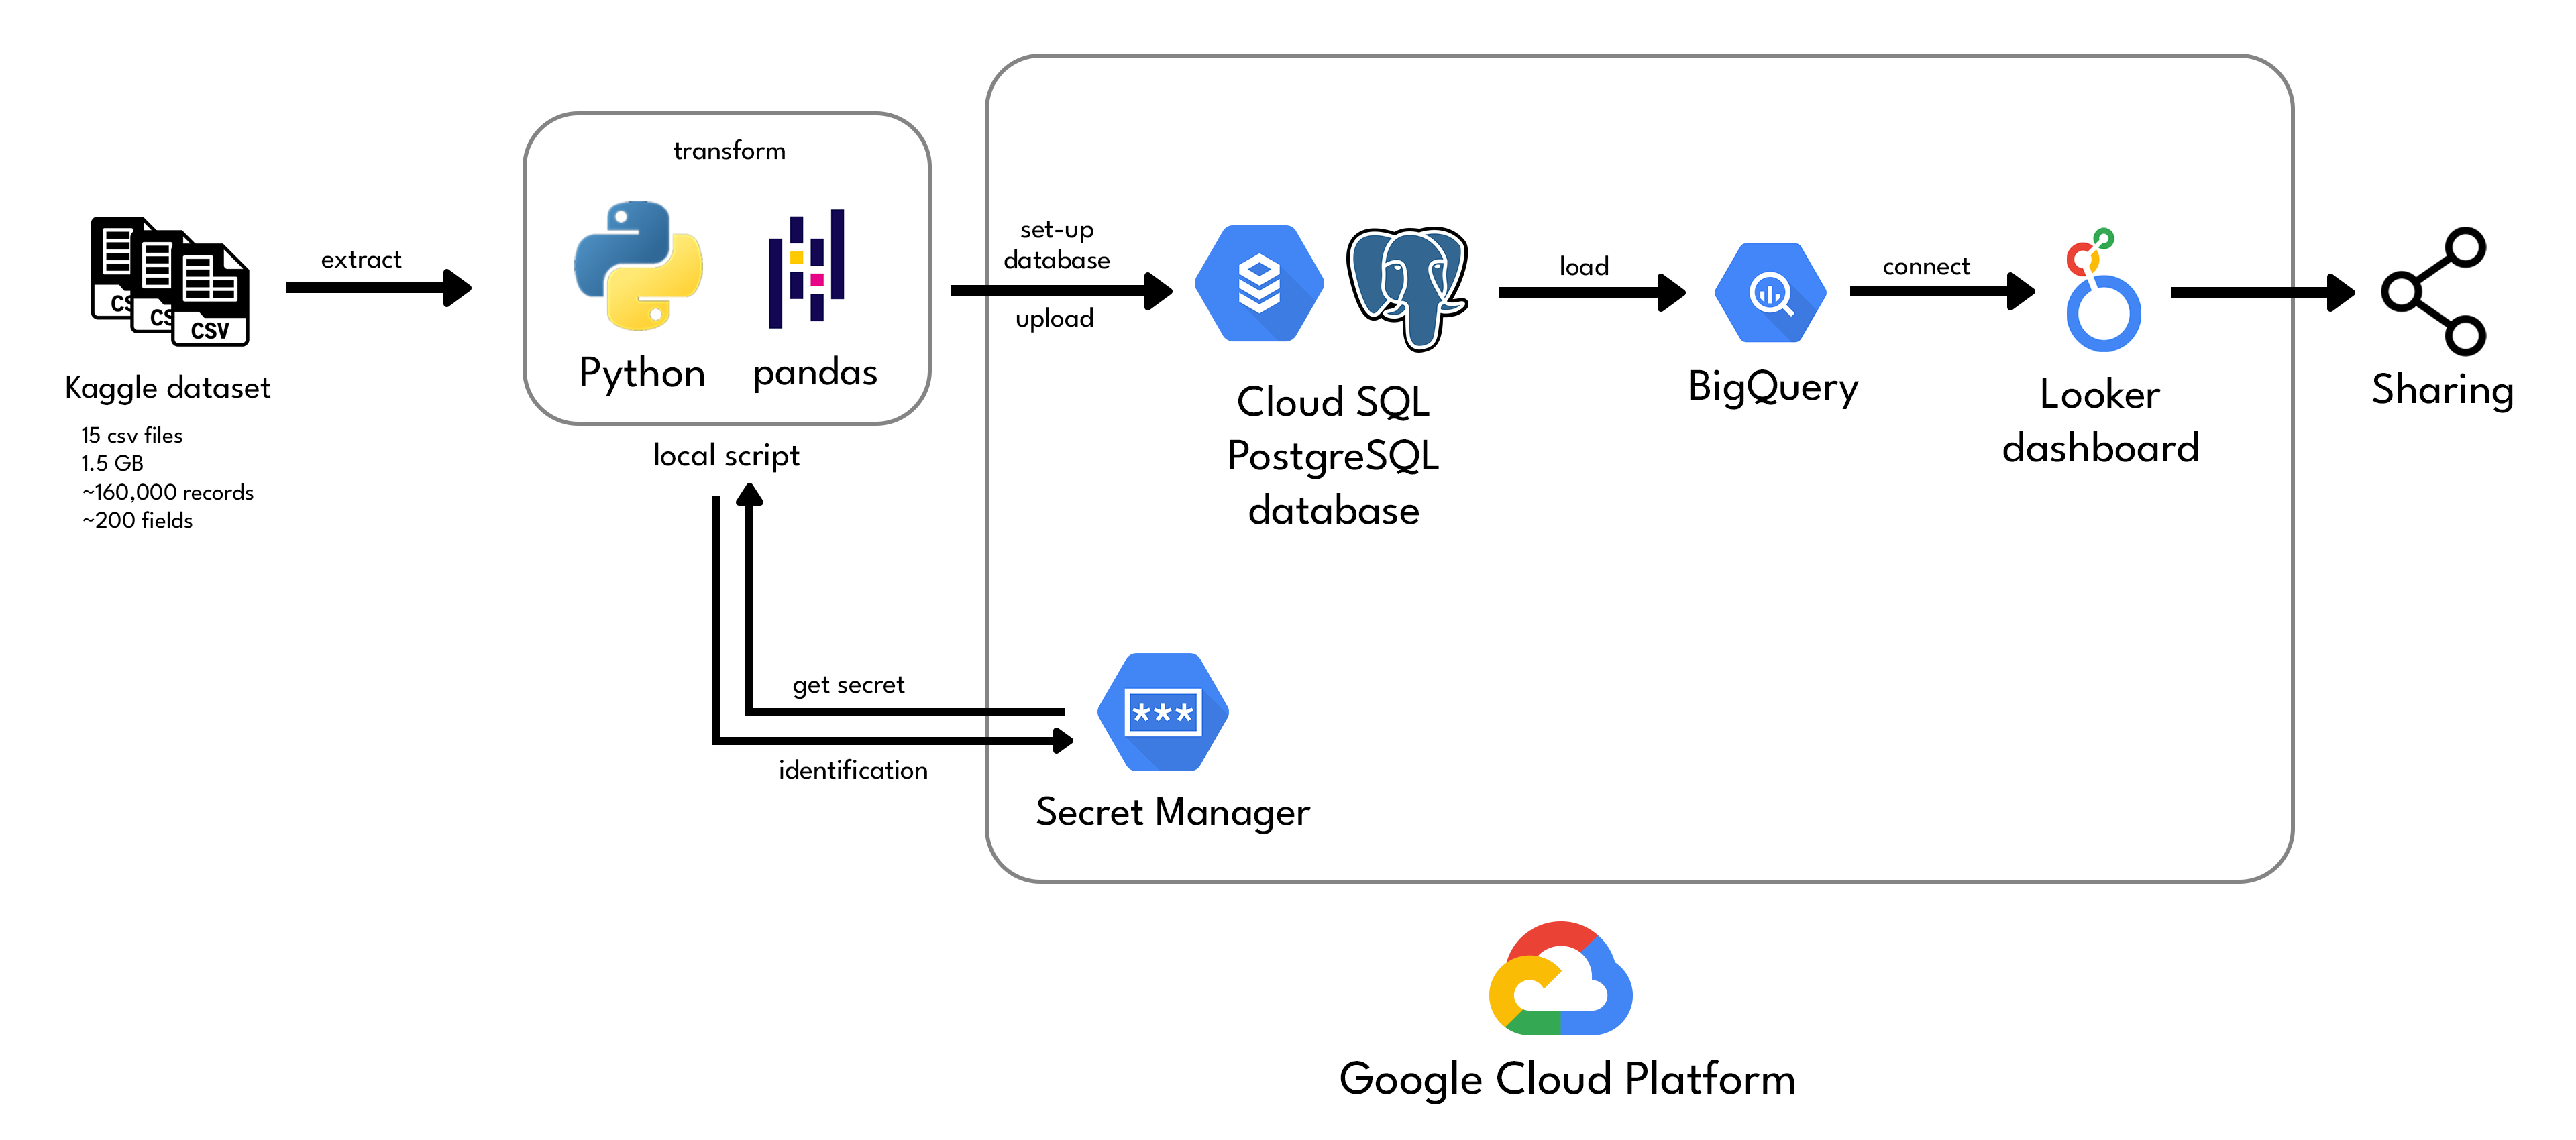 CS
CS
CSV
Kaggle dataset
15 csv files
1.5 GB
~160,000 records
~200 fields
extract
transform
Python
pandas
local script
set-up
database
upload
Cloud SQL
PostgreSQL
database
load
BigQuery
connect
Looker
dashboard
Sharing
get secret
identification
***
Secret Manager
Google Cloud Platform